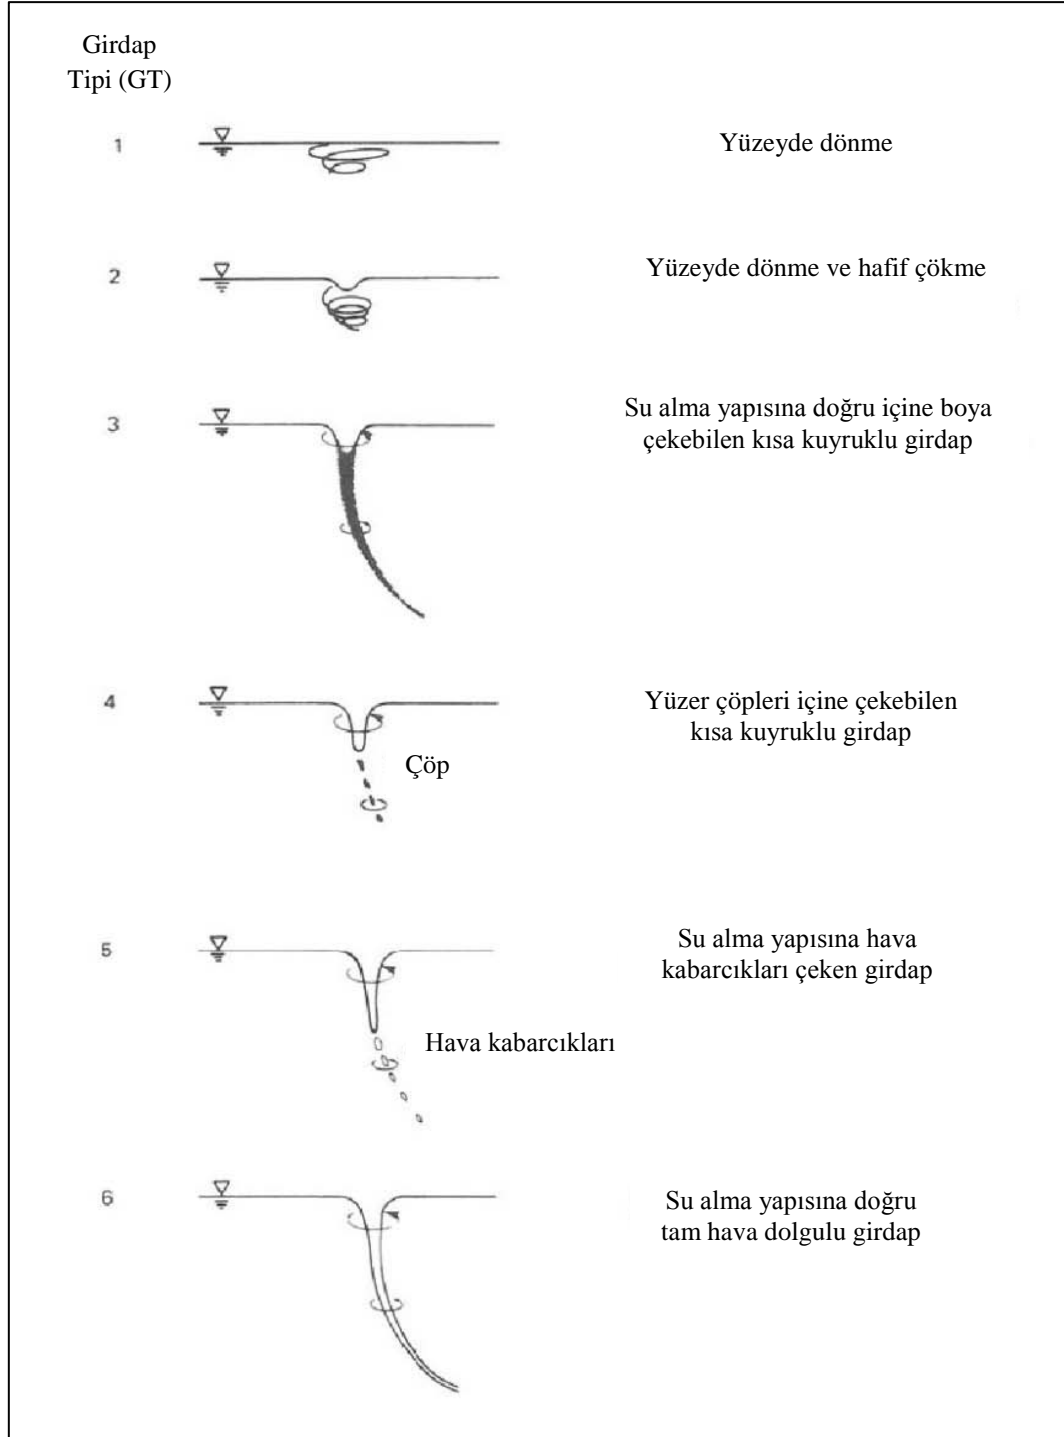 Girdap
Tipi (GT)
1
Yüzeyde dönme
2
Yüzeyde dönme ve hafif çökme
3
Su alma yapısına doğru içine boya
çekebilen kısa kuyruklu girdap
4
Yüzer çöpleri içine çekebilen
kısa kuyruklu girdap
Çöp
5
Su alma yapısına hava
kabarcıkları çeken girdap
Hava kabarcıkları
6
Su alma yapısına doğru
tam hava dolgulu girdap